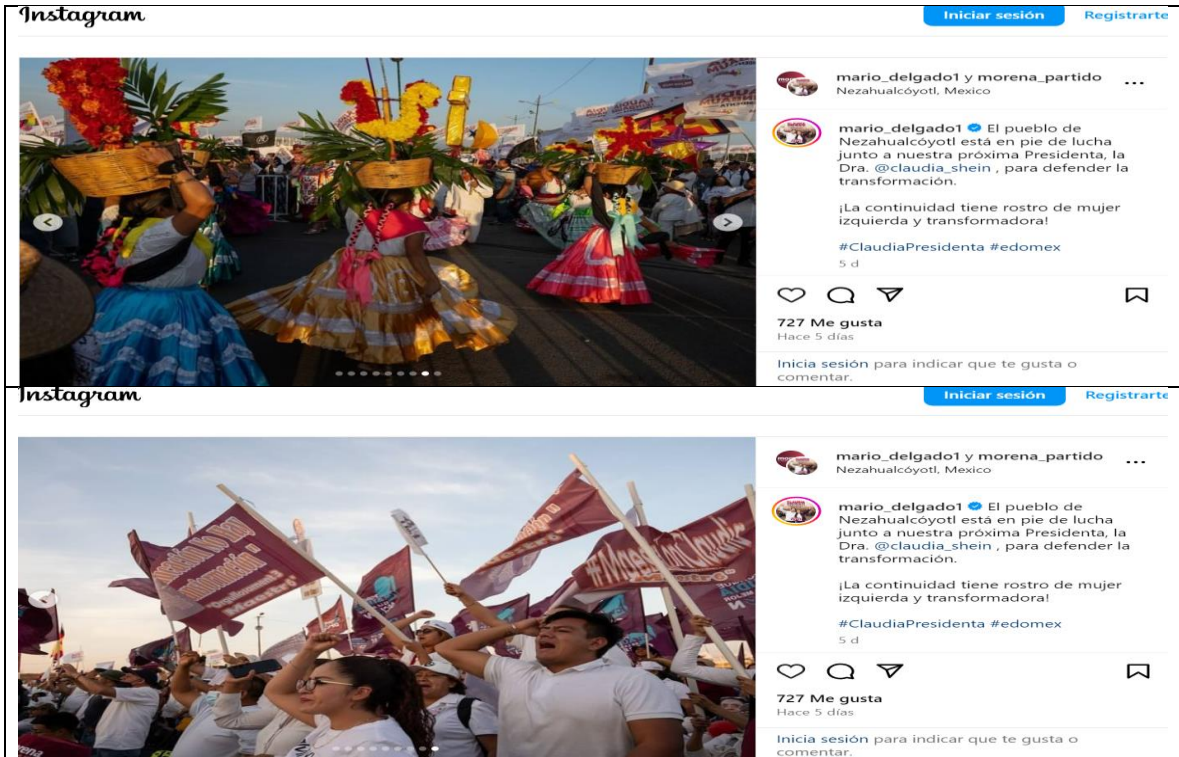 Instagram
Iniciar sesión
Registrarte
mario_delgado1 y morena_partido
Nezahualcóyotl, Mexico
mario_delgado1 El pueblo de
Nezahualcóyotl está en pie de lucha
junto a nuestra próxima Presidenta, la
Dra. @claudia_shein , para defender la
transformación.
¡La continuidad tiene rostro de mujer
izquierda y transformadora!
#ClaudiaPresidenta #edomex
5 d
727 Me gusta
Hace 5 días
Inicia sesión para indicar que te gusta o
comentar.
Instagram
Iniciar sesión
Registrarte
mario_delgado1 y morena_partido
Nezahualcóyotl, Mexico
mario_delgado1 El pueblo de
Nezahualcóyotl está en pie de lucha
junto a nuestra próxima Presidenta, la
Dra. @claudia_shein , para defender la
transformación.
¡La continuidad tiene rostro de mujer
izquierda y transformadora!
#ClaudiaPresidenta #edomex
5 d
727 Me gusta
Hace 5 días
Inicia sesión para indicar que te gusta o
comentar.